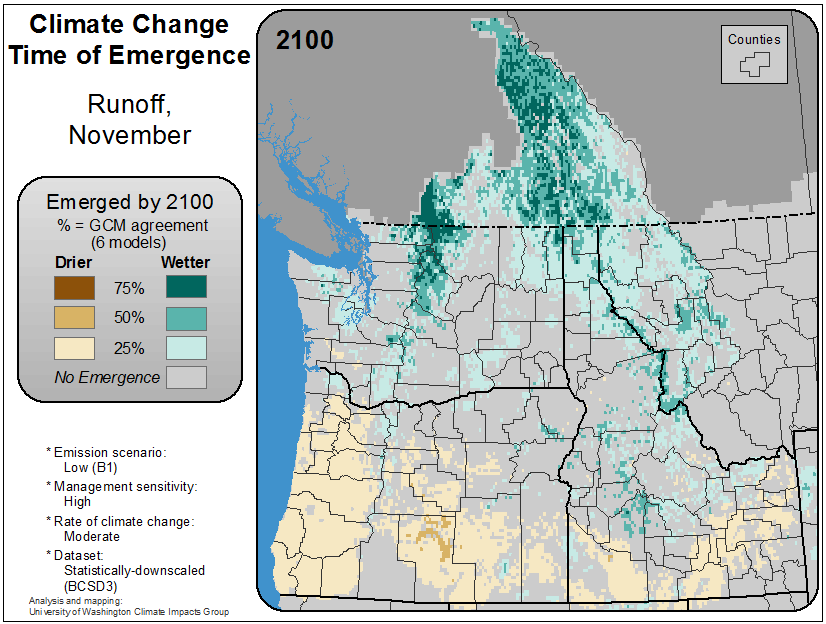 Climate Change
Time of Emergence
Runoff,
November
Emerged by 2100
% = GCM agreement
(6 models)
Drier Wetter
75%
50%
25%
No Emergence
* Emission scenario:
Low (B1)
* Management sensitivity:
High
* Rate of climate change:
Moderate
* Dataset:
Statistically-downscaled
(BCSD3)
Analysis and mapping:
University of Washington Climate Impacts Group
2100
Counties